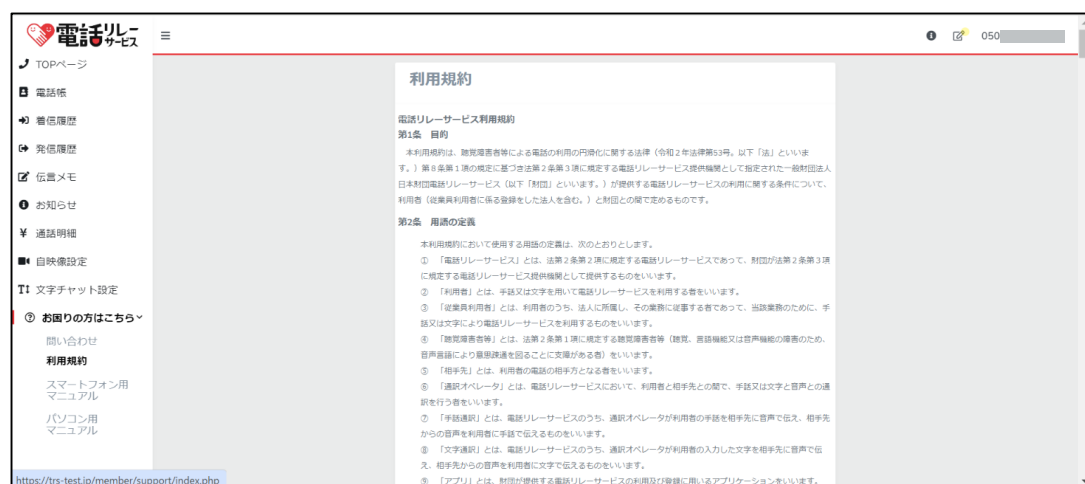 電話リレーサービス
050
TOPページ
電話帳
着信履歴
発信履歴
伝言メモ
お知らせ
¥ 通話明細
自映像設定
文字チャット設定
お困りの方はこちら
問い合わせ
利用規約
スマートフォン用
マニュアル
パソコン用
マニュアル
https://trs-test.jp/member/support/index.php
利用規約
電話リレーサービス利用規約
第1条 目的
本利用規約は、聴覚障害者等による電話の利用の円滑化に関する法律(令和2年法律第53号。以下「法」といいま
す。)第8条第1項の規定に基づき法第2条第3項に規定する電話リレーサービス提供機関として指定された一般財団法人
日本財団電話リレーサービス(以下「財団」といいます。)が提供する電話リレーサービスの利用に関する条件について、
利用者(従業員利用者に係る登録をした法人を含む。)と財団との間で定めるものです。
第2条 用語の定義
本利用規約において使用する用語の定義は、次のとおりとします。
① 「電話リレーサービス」とは、法第2条第2項に規定する電話リレーサービスであって、財団が法第2条第3項
に規定する電話リレーサービス提供機関として提供するものをいいます。
② 「利用者」とは、手話又は文字を用いて電話リレーサービスを利用する者をいいます。
③ 「従業員利用者」とは、利用者のうち、法人に所属し、その業務に従事する者であって、当該業務のために、手
話又は文字により電話リレーサービスを利用するものをいいます。
④ 「聴覚障害者等」とは、法第2条第1項に規定する聴覚障害者等(聴覚、言語機能又は音声機能の障害のため、
音声言語により意思疎通を図ることに支障がある者)をいいます。
⑤ 「相手先」とは、利用者の電話の相手方となる者をいいます。
⑥ 「通訳オペレータ」とは、電話リレーサービスにおいて、利用者と相手先との間で、手話又は文字と音声との通
訳を行う者をいいます。
⑦ 「手話通訳」とは、電話リレーサービスのうち、通訳オペレータが利用者の手話を相手先に音声で伝え、相手先
からの音声を利用者に手話で伝えるものをいいます。
⑧ 「文字通訳」とは、電話リレーサービスのうち、通訳オペレータが利用者の入力した文字を相手先に音声で伝
え、相手先からの音声を利用者に文字で伝えるものをいいます。
⑨ 「アプリ」とは、財団が提供する電話リレーサービスの利用及び登録に用いるアプリケーションをいいます。